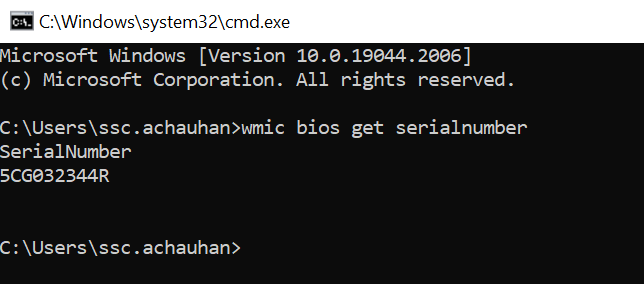 C:\Windows\system32\cmd.exe
Microsoft Windows [Version 10.0.19044.2006]
(c) Microsoft Corporation. All rights reserved.
C:\Users\ssc.achauhan>wmic bios get serialnumber
SerialNumber
5CG032344R
C:\Users\ssc.achauhan>